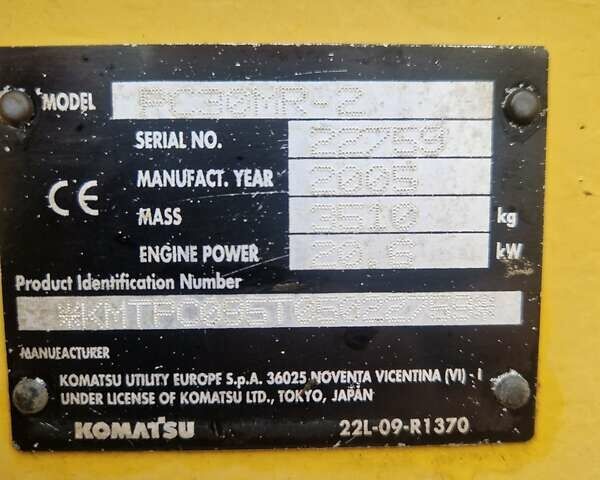 MODEL PC30MR-2
SERIAL NO. 22759
MANUFACT. YEAR 2005
CE MASS 3510 kg
ENGINE POWER 20.6 kW
Product Identification Number
MANUFACTURER
KOMATSU UTILITY EUROPE S.p.A. 36025 NOVENTA VICENTINA (VI) - I
UNDER LICENSE OF KOMATSU LTD., TOKYO, JAPAN
KOMATSU 22L-09-R1370